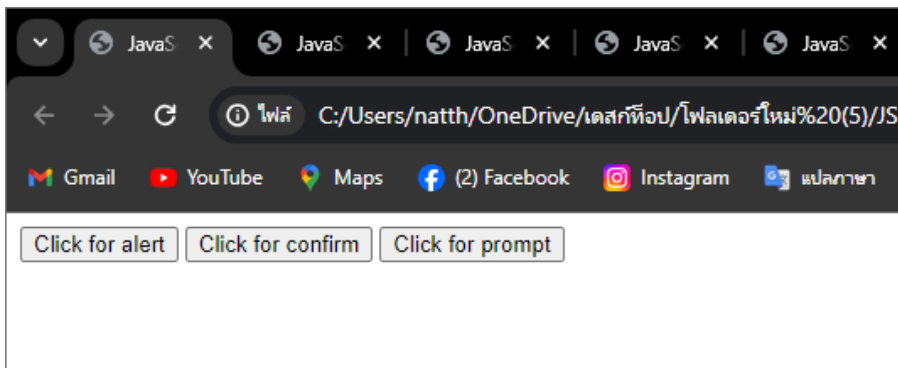 JavaS JavaS JavaS JavaS JavaS
ไฟล์ C:/Users/natth/OneDrive/เดสก์ท็อป/โฟลเดอร์ใหม่%20(5)/JS
Gmail YouTube Maps (2) Facebook Instagram แปลภาษา
Click for alert Click for confirm Click for prompt